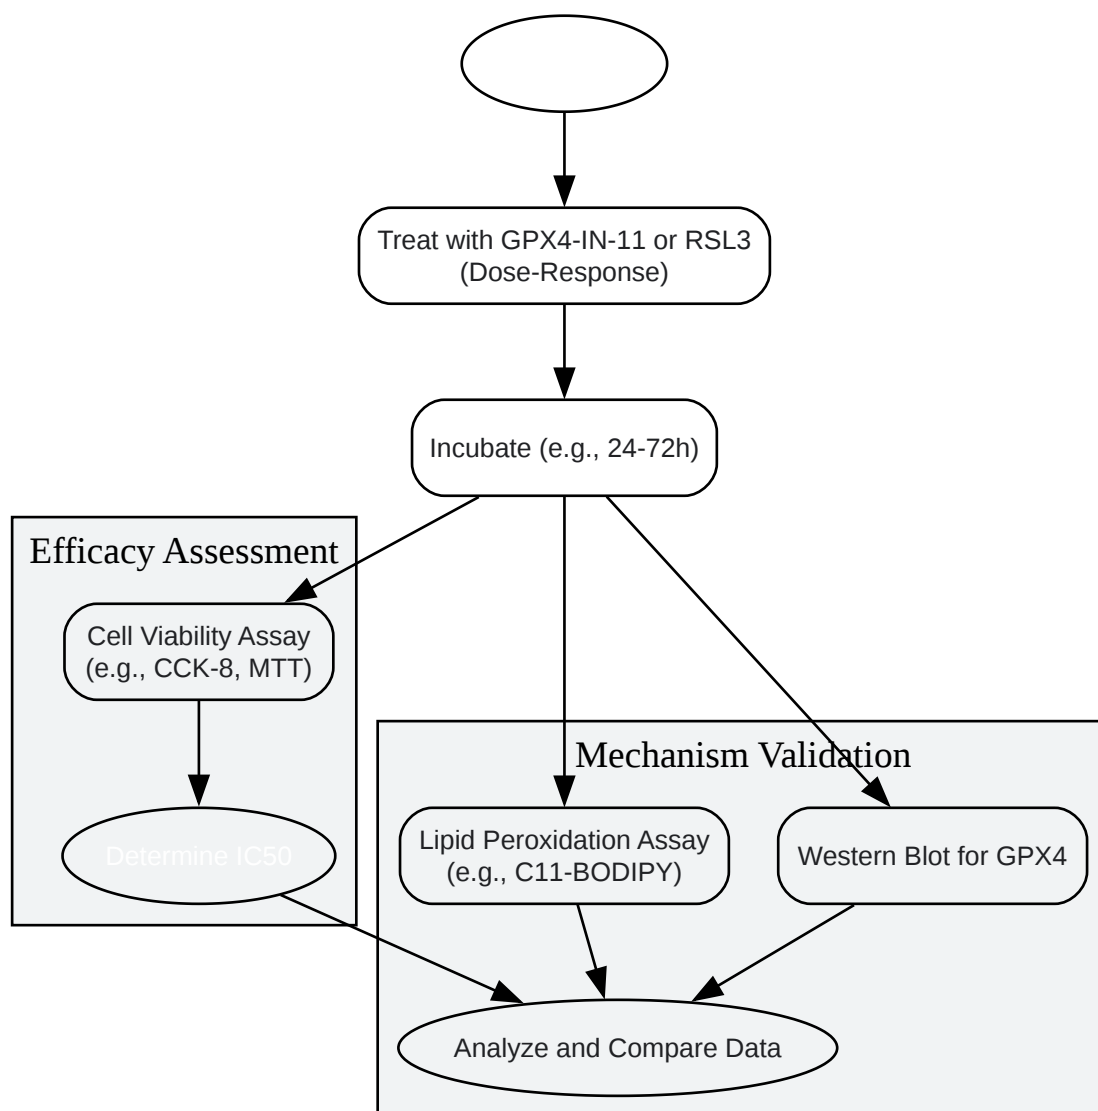 Treat with GPX4-IN-11 or RSL3
(Dose-Response)
Incubate (e.g., 24-72h)
Efficacy Assessment
Cell Viability Assay
(e.g., CCK-8, MTT)
Mechanism Validation
Determine IC50
Lipid Peroxidation Assay
(e.g., C11-BODIPY)
Western Blot for GPX4
Analyze and Compare Data